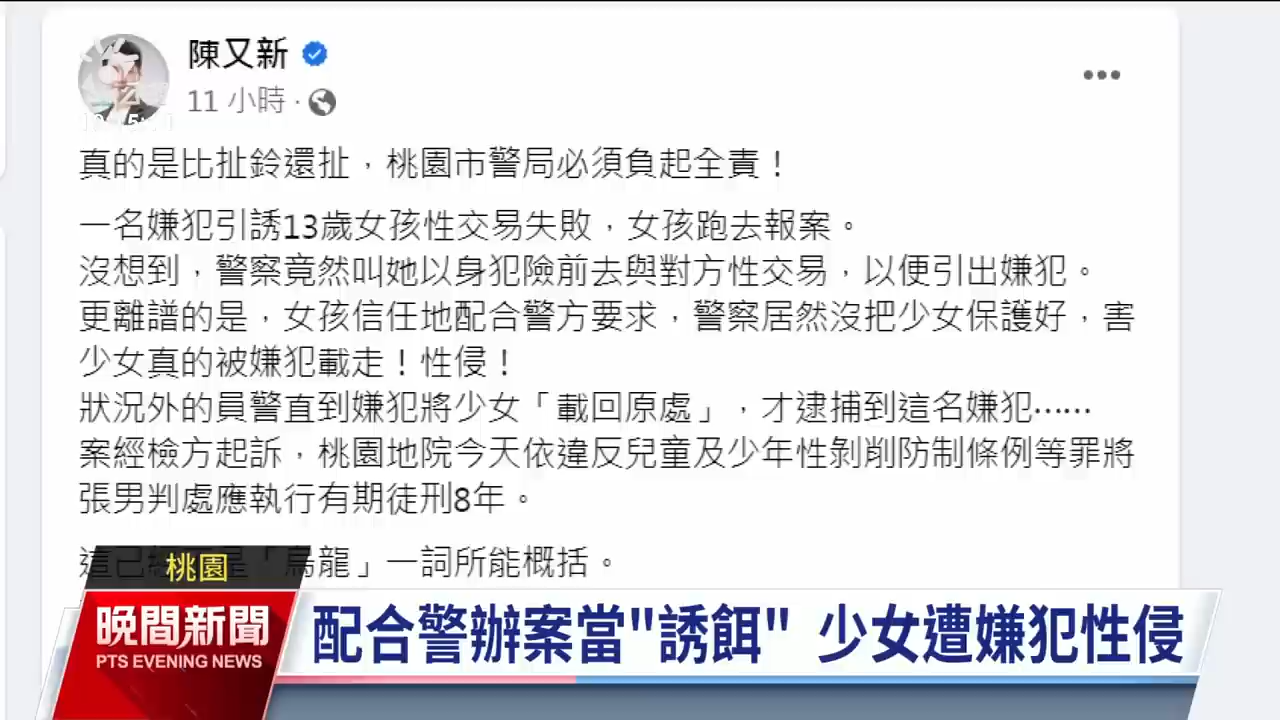 陳又新
11 小時 ·
真的是比扯鈴還扯，桃園市警局必須負起全責！
一名嫌犯引誘13歲女孩性交易失敗，女孩跑去報案。
沒想到，警察竟然叫她以身犯險前去與對方性交易，以便引出嫌犯。
更離譜的是，女孩信任地配合警方要求，警察居然沒把少女保護好，害
少女真的被嫌犯載走！性侵！
狀況外的員警直到嫌犯將少女「載回原處」，才逮捕到這名嫌犯⋯⋯
案經檢方起訴，桃園地院今天依違反兒童及少年性剝削防制條例等罪將
張男判處應執行有期徒刑8年。
這已 是「烏龍」一詞所能概括。
桃園
晚間新聞
PTS EVENING NEWS
配合警辦案當"誘餌" 少女遭嫌犯性侵